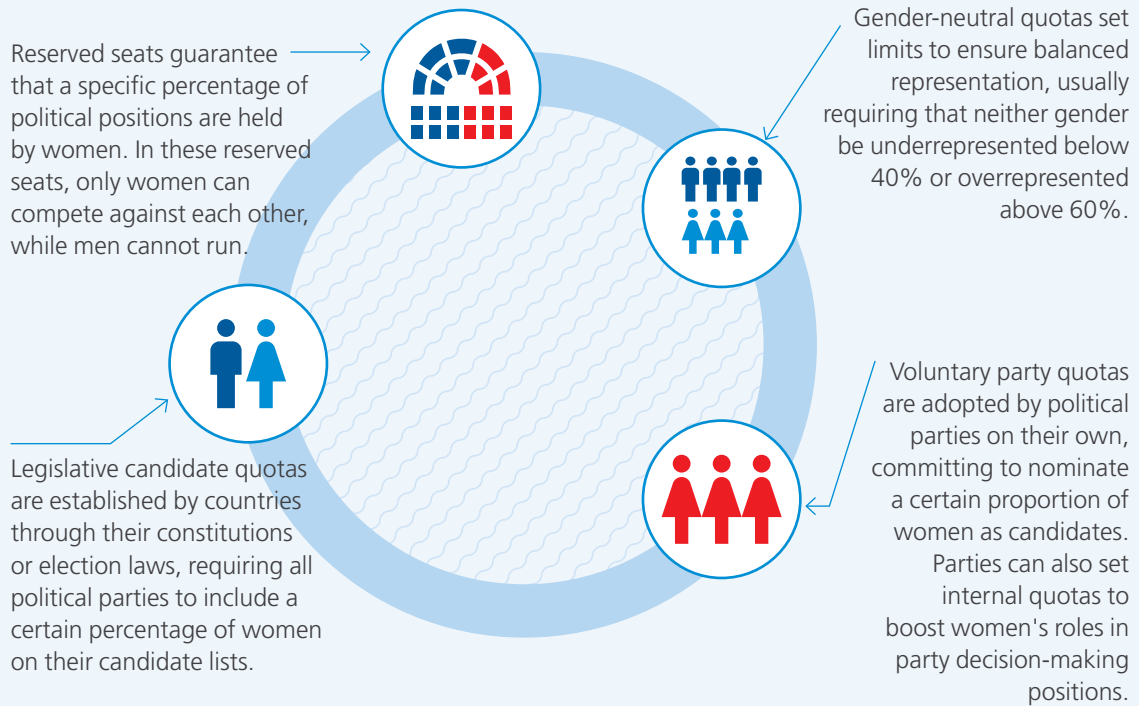 Reserved seats guarantee
that a specific percentage of
political positions are held
by women. In these reserved
seats, only women can
compete against each other,
while men cannot run.
Gender-neutral quotas set
limits to ensure balanced
representation, usually
requiring that neither gender
be underrepresented below
40% or overrepresented
above 60%.
Legislative candidate quotas
are established by countries
through their constitutions
or election laws, requiring all
political parties to include a
certain percentage of women
on their candidate lists.
Voluntary party quotas
are adopted by political
parties on their own,
committing to nominate
a certain proportion of
women as candidates.
Parties can also set
internal quotas to
boost women's roles in
party decision-making
positions.